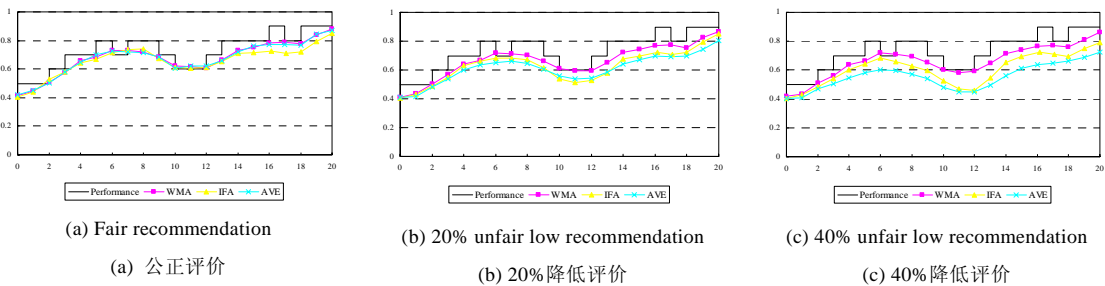 1
0.8
0.6
0.4
0.2
0
0 2 4 6 8 10 12 14 16 18 20
Performance WMA IFA AVE
(a) Fair recommendation
(a) 公正评价
1
0.8
0.6
0.4
0.2
0
0 2 4 6 8 10 12 14 16 18 20
Performance WMA IFA AVE
(b) 20% unfair low recommendation
(b) 20%降低评价
1
0.8
0.6
0.4
0.2
0
0 2 4 6 8 10 12 14 16 18 20
Performance WMA IFA AVE
(c) 40% unfair low recommendation
(c) 40%降低评价